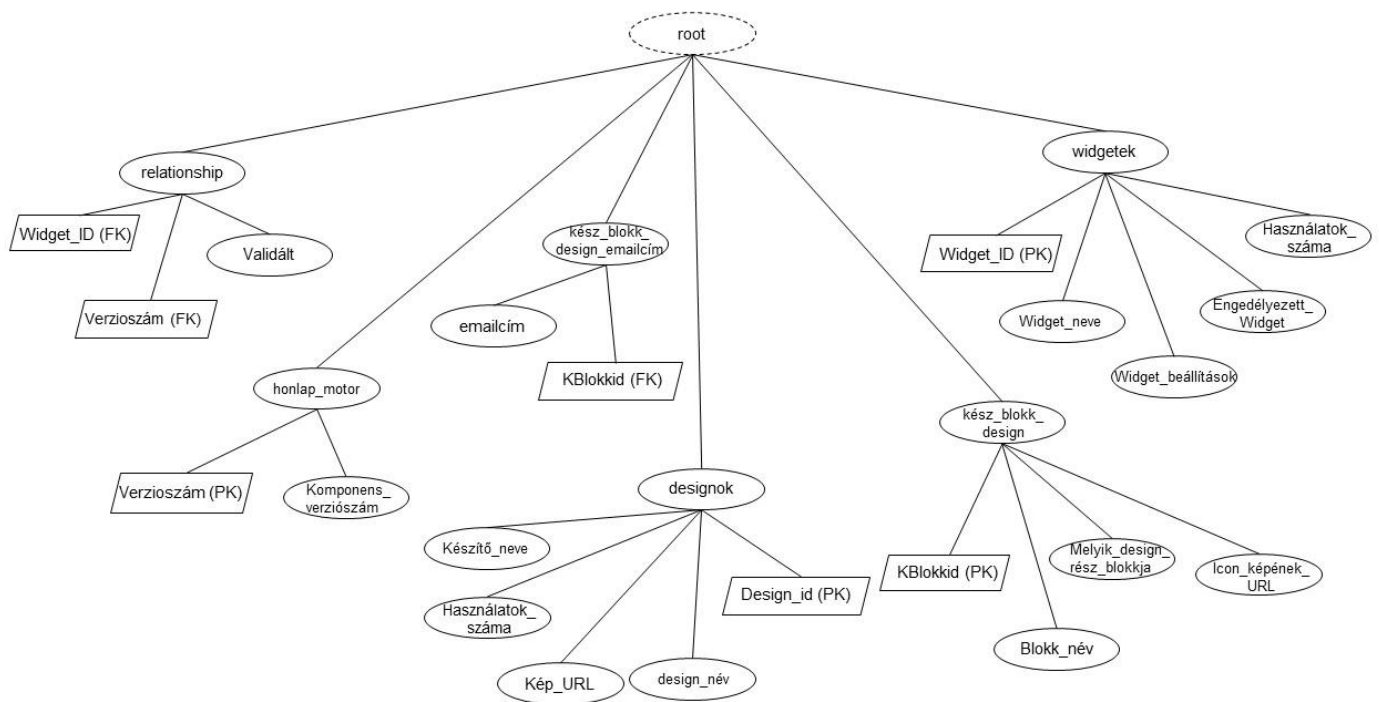 root
relationship
Widget_ID (FK)
Verzioszám (FK)
Validált
honlap_motor
Verzioszám (PK)
Komponens_
verziószám
kész_blokk_
design_emailcím
emailcím
KBlokkid (FK)
designok
Készítő_neve
Használatok_
száma
Kép_URL
design_név
Design_id (PK)
kész_blokk_
design
KBlokkid (PK)
Blokk_név
Melyik_design_
rész_blokkja
Icon_képének_
URL
widgetek
Widget_ID (PK)
Widget_neve
Widget_beállítások
Engedélyezett_
Widget
Használatok_
száma